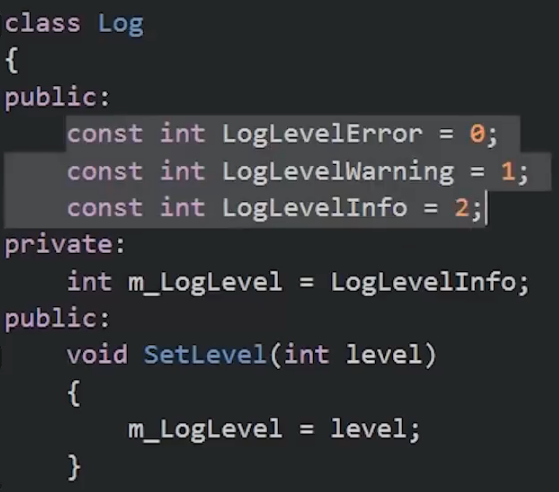 class Log
{
public:
    const int LogLevelError = 0;
    const int LogLevelWarning = 1;
    const int LogLevelInfo = 2;
private:
    int m_LogLevel = LogLevelInfo;
public:
    void SetLevel(int level)
    {
        m_LogLevel = level;
    }